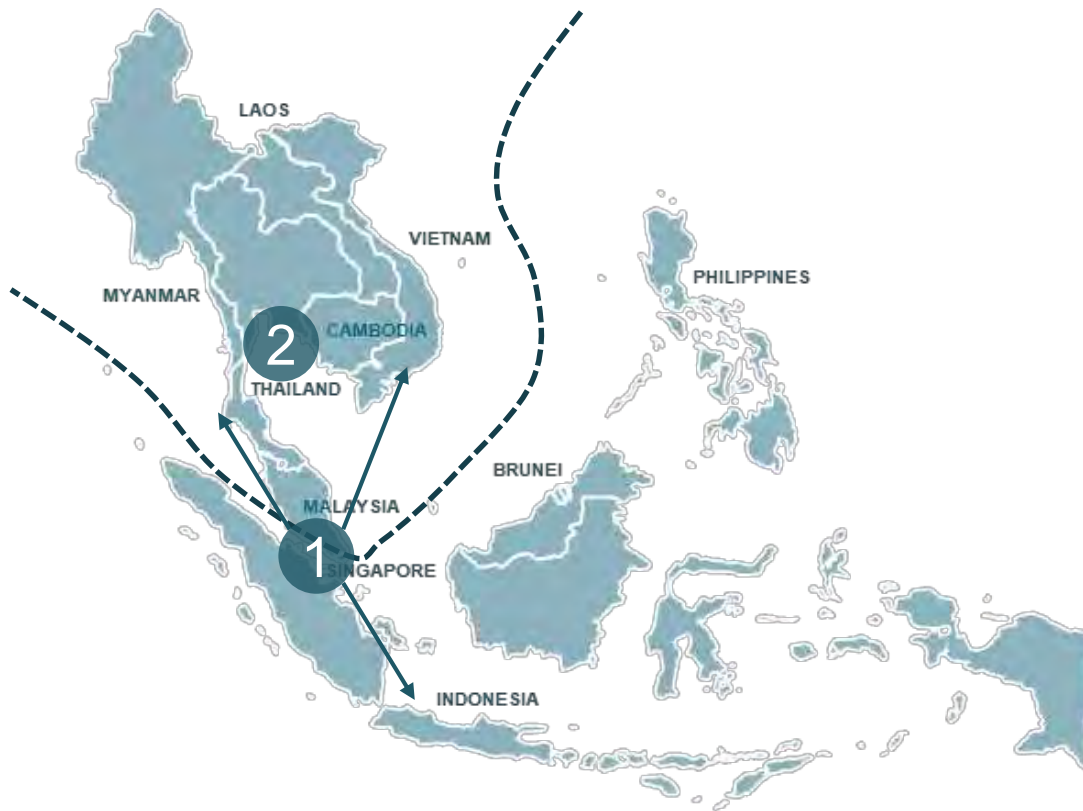 LAOS
VIETNAM
PHILIPPINES
MYANMAR
2
CAMBODIA
THAILAND
BRUNEI
MALAYSIA
1
SINGAPORE
INDONESIA